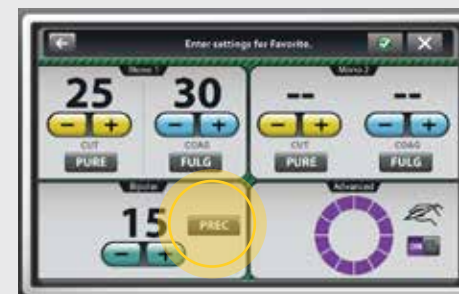 Enter settings for Favorite.
Mono 1
Mono 2
25 30 -- --
- + - + - + - +
CUT COAG CUT COAG
PURE FULG PURE FULG
Bipolar
Advanced
15 PREC
- +